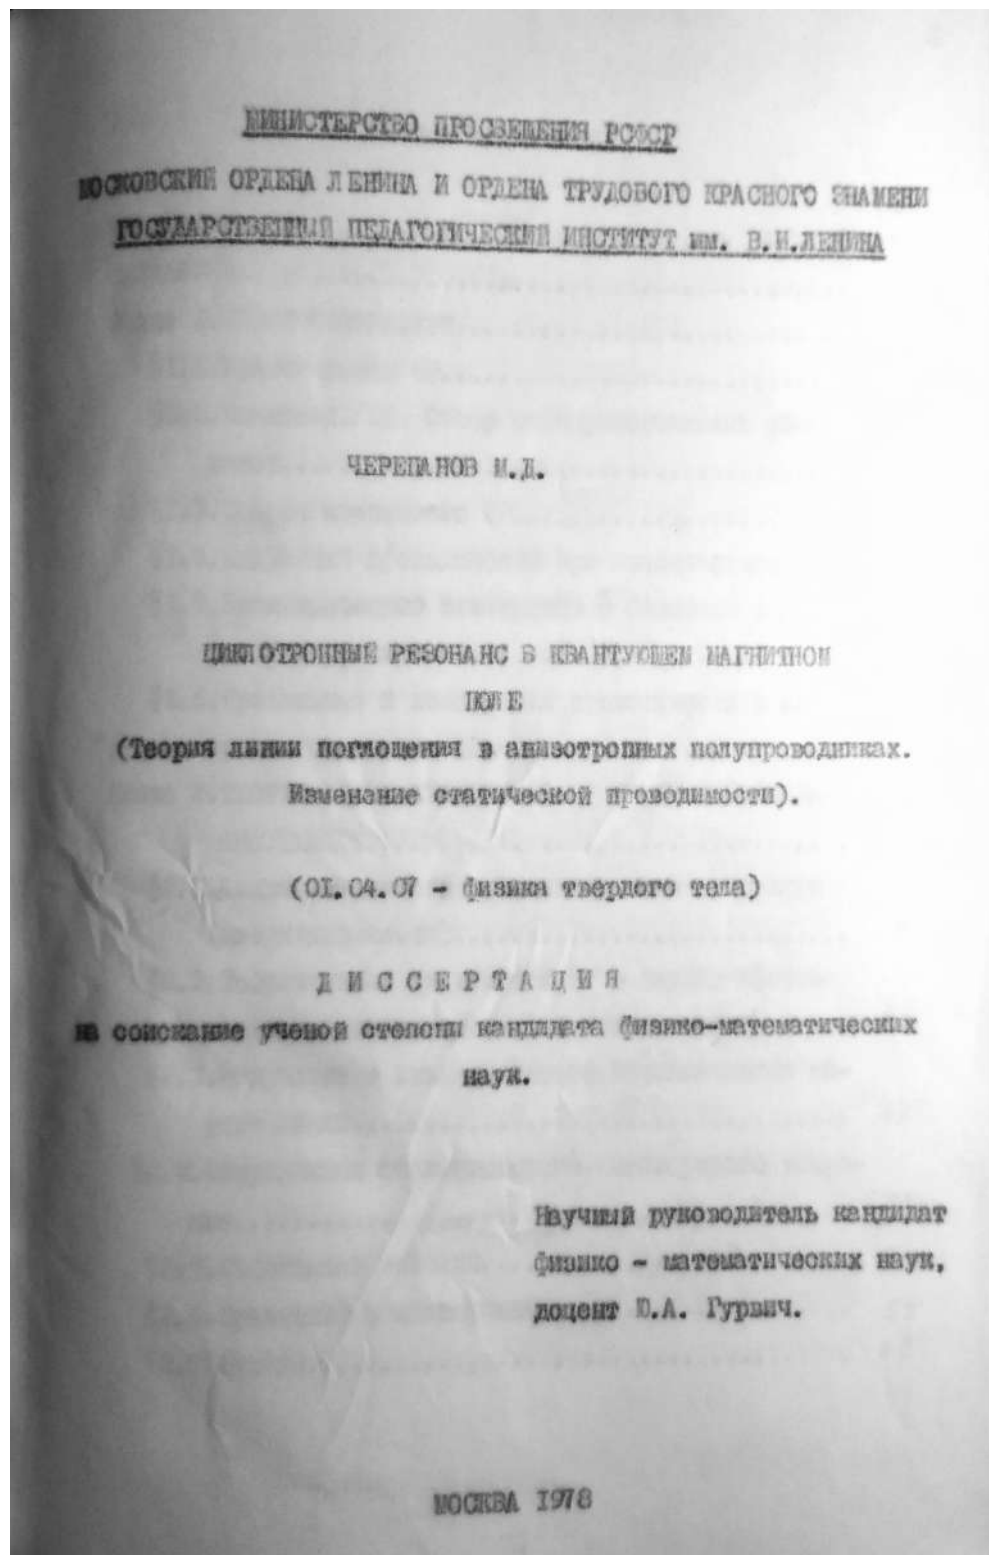 МИНИСТЕРСТВО ПРОСВЕЩЕНИЯ РСФСР
МОСКОВСКИЙ ОРДЕНА ЛЕНИНА И ОРДЕНА ТРУДОВОГО КРАСНОГО ЗНАМЕНИ
ГОСУДАРСТВЕННЫЙ ПЕДАГОГИЧЕСКИЙ ИНСТИТУТ им. В.И.ЛЕНИНА
ЧЕРЕПАНОВ М.Д.
ЦИКЛОТРОННЫЙ РЕЗОНАНС В КВАНТУЮЩЕМ МАГНИТНОМ
ПОЛЕ
(Теория линии поглощения в анизотропных полупроводниках.
Изменение статической проводимости).
(01.04.07 - физика твердого тела)
ДИССЕРТАЦИЯ
на соискание ученой степени кандидата физико-математических
наук.
Научный руководитель кандидат
физико - математических наук,
доцент Ю.А. Гурвич.
МОСКВА 1978